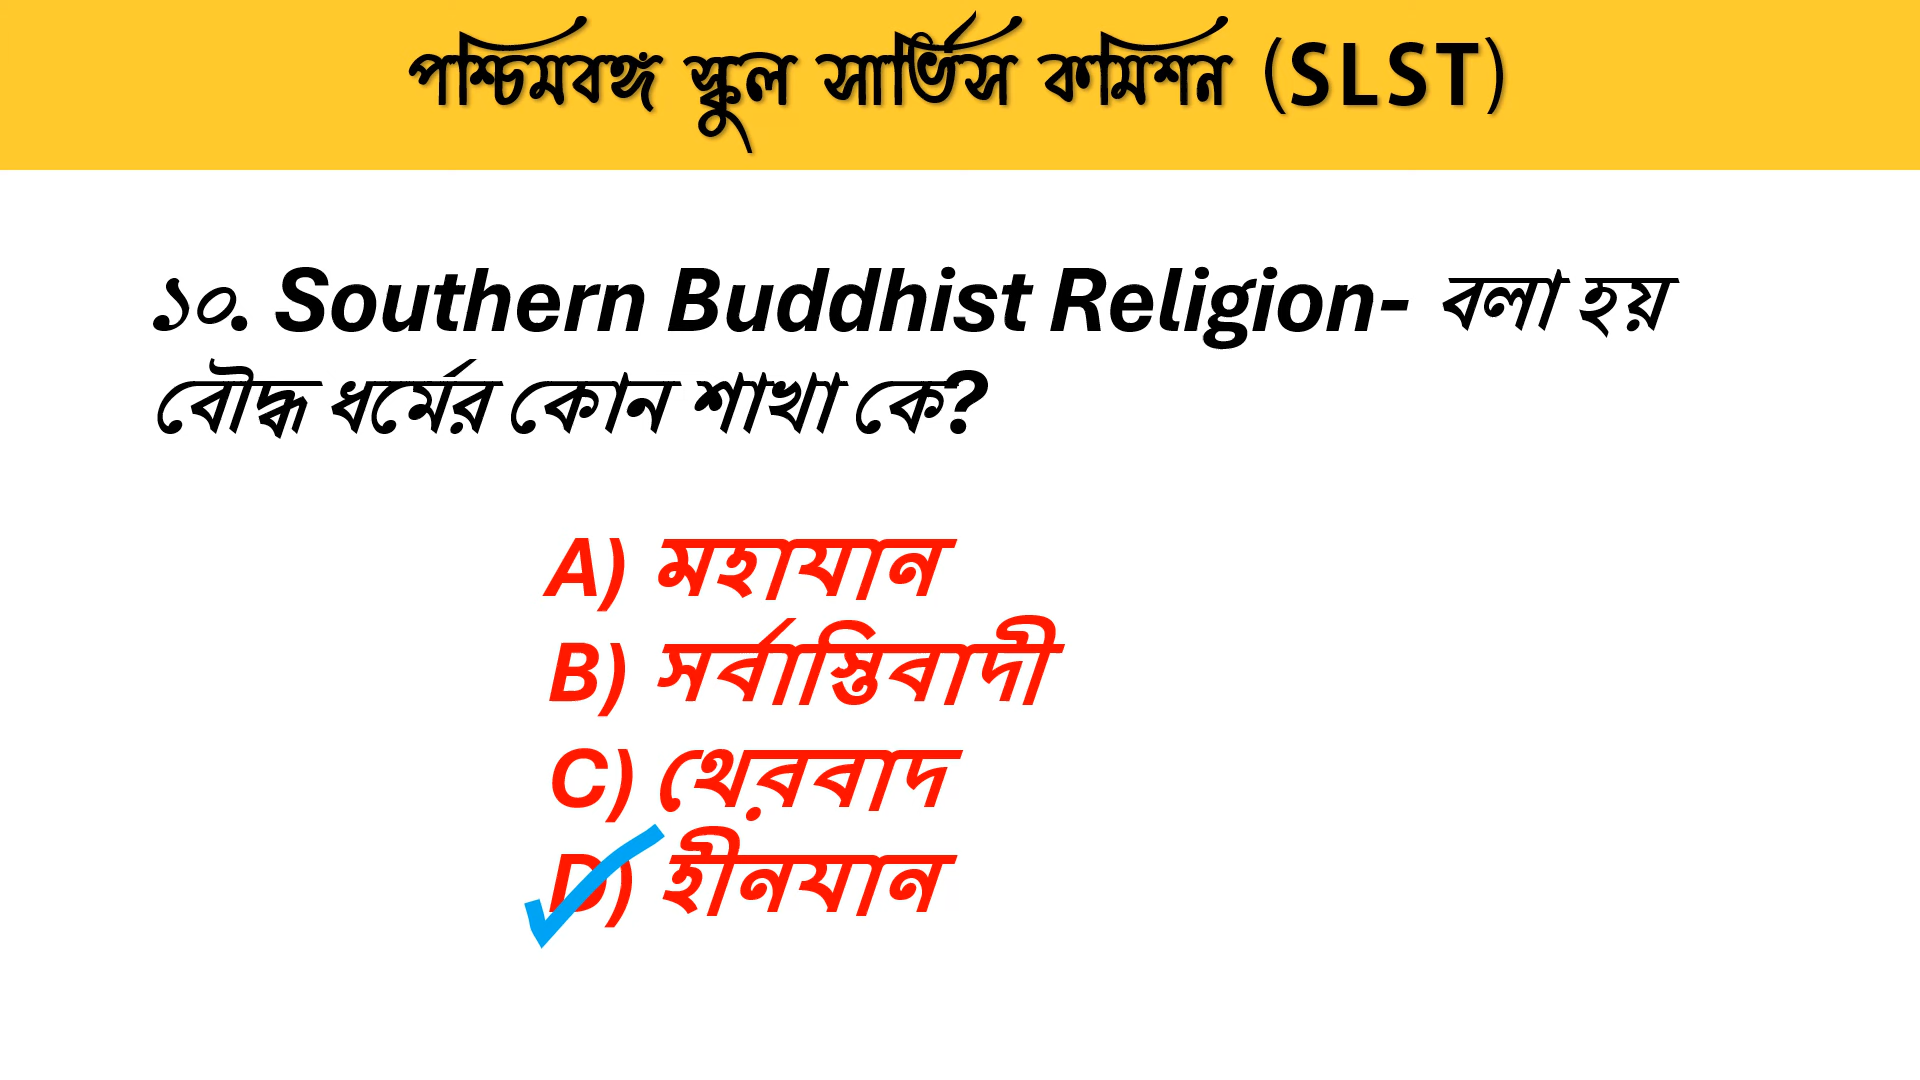 পশ্চিমবঙ্গ স্কুল সার্ভিস কমিশন (SLST)
১০. Southern Buddhist Religion- বলা হয়
বৌদ্ধ ধর্মের কোন শাখা কে?
A) মহাযান
B) সর্বাস্তিবাদী
C) থেরবাদ
D) হীনযান